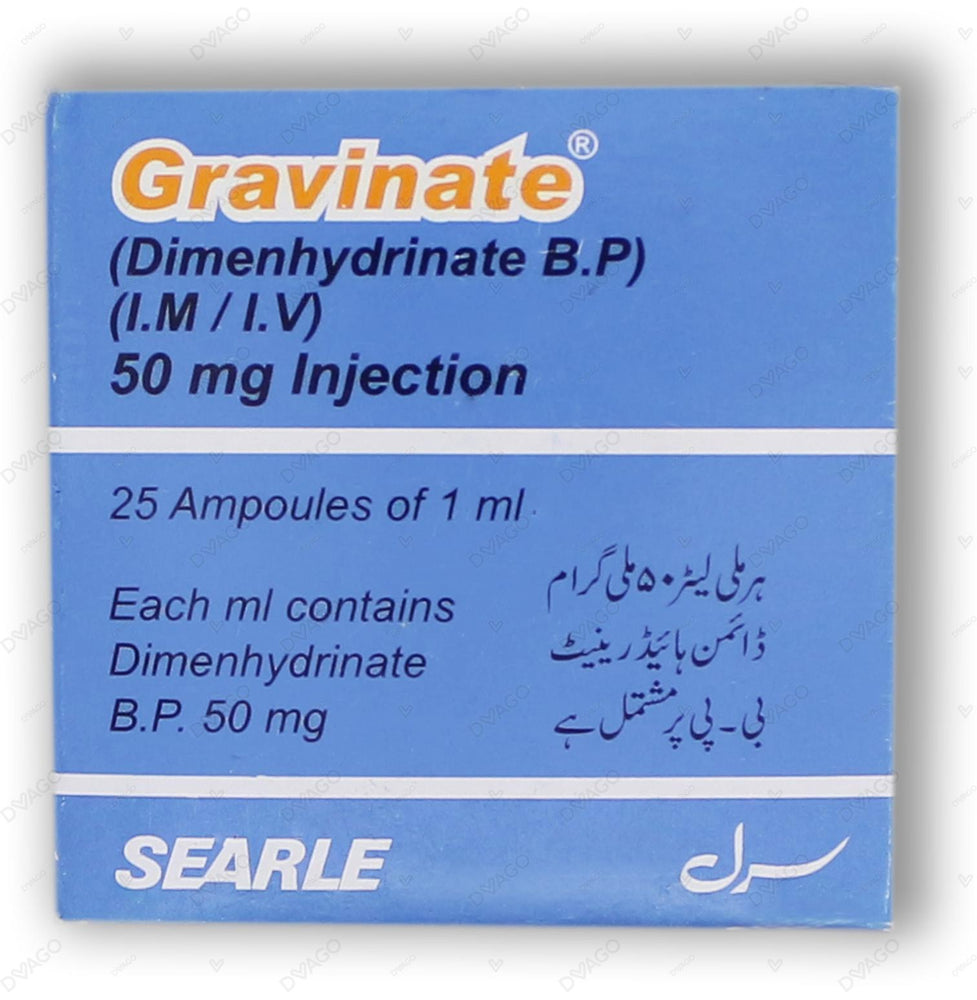 Gravinate®
(Dimenhydrinate B.P)
(I.M / I.V)
50 mg Injection
25 Ampoules of 1 ml
Each ml contains
Dimenhydrinate
B.P. 50 mg
ہر ملی لیٹر ۵۰ ملی گرام
ڈائمن ہائیڈرینیٹ
بی۔پی پر مشتمل ہے
SEARLE
سرل
DVAGO